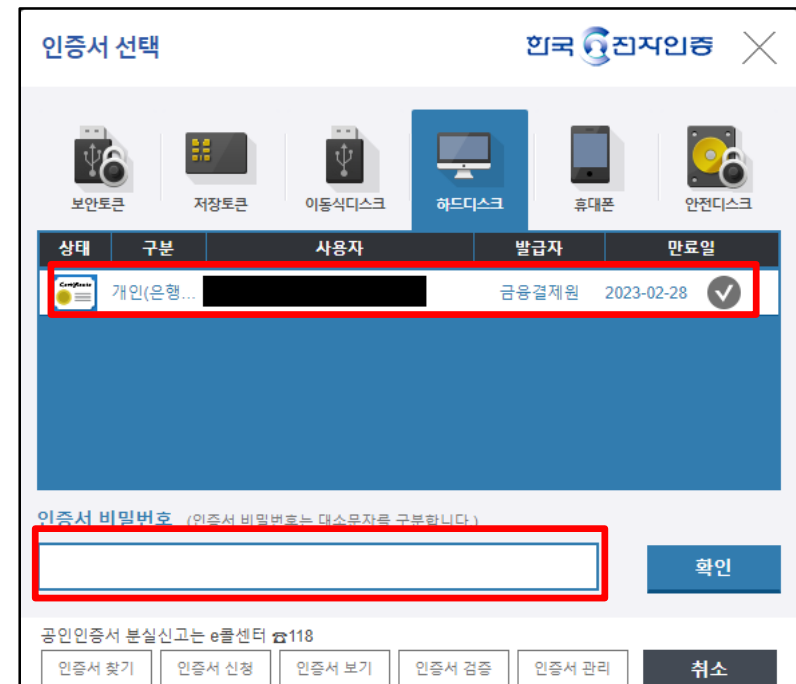 인증서 선택
한국전자인증
보안토큰
저장토큰
이동식디스크
하드디스크
휴대폰
안전디스크
상태 구분 사용자 발급자 만료일
Certificate 개인(은행... 금융결제원 2023-02-28
인증서 비밀번호 (인증서 비밀번호는 대소문자를 구분합니다.)
확인
공인인증서 분실신고는 e콜센터 ☎118
인증서 찾기 인증서 신청 인증서 보기 인증서 검증 인증서 관리 취소